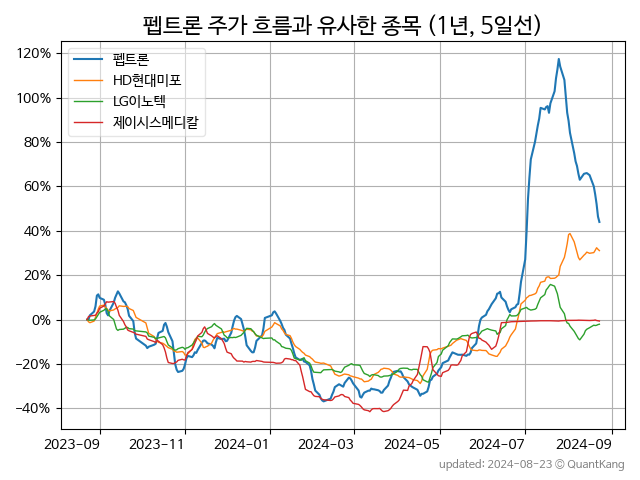 펩트론 주가 흐름과 유사한 종목 (1년, 5일선)
펩트론
HD현대미포
LG이노텍
제이시스메디칼
120%
100%
80%
60%
40%
20%
0%
−20%
−40%
2023-09 2023-11 2024-01 2024-03 2024-05 2024-07 2024-09
updated: 2024-08-23 © QuantKang